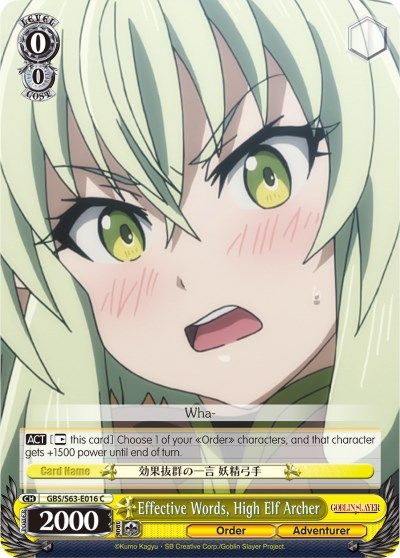 LEVEL
0
0
COST
Wha-
ACT [ this card] Choose 1 of your «Order» characters, and that character
gets +1500 power until end of turn.
Card Name 効果抜群の一言 妖精弓手
CH GBS/S63-E016 C
Effective Words, High Elf Archer
GOBLIN SLAYER
POWER 2000 SOUL
Order Adventurer
©Kumo Kagyu・SB Creative Corp./Goblin Slayer Project.